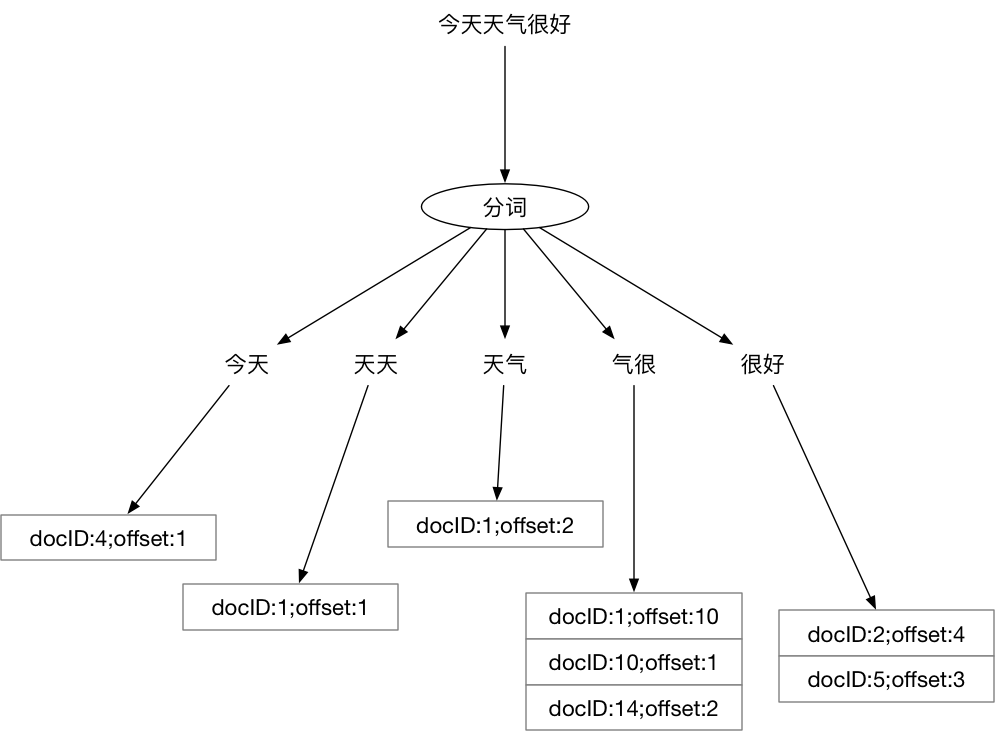 今天天气很好
分词
今天
天天
天气
气很
很好
docID:4;offset:1
docID:1;offset:1
docID:1;offset:2
docID:1;offset:10
docID:10;offset:1
docID:14;offset:2
docID:2;offset:4
docID:5;offset:3